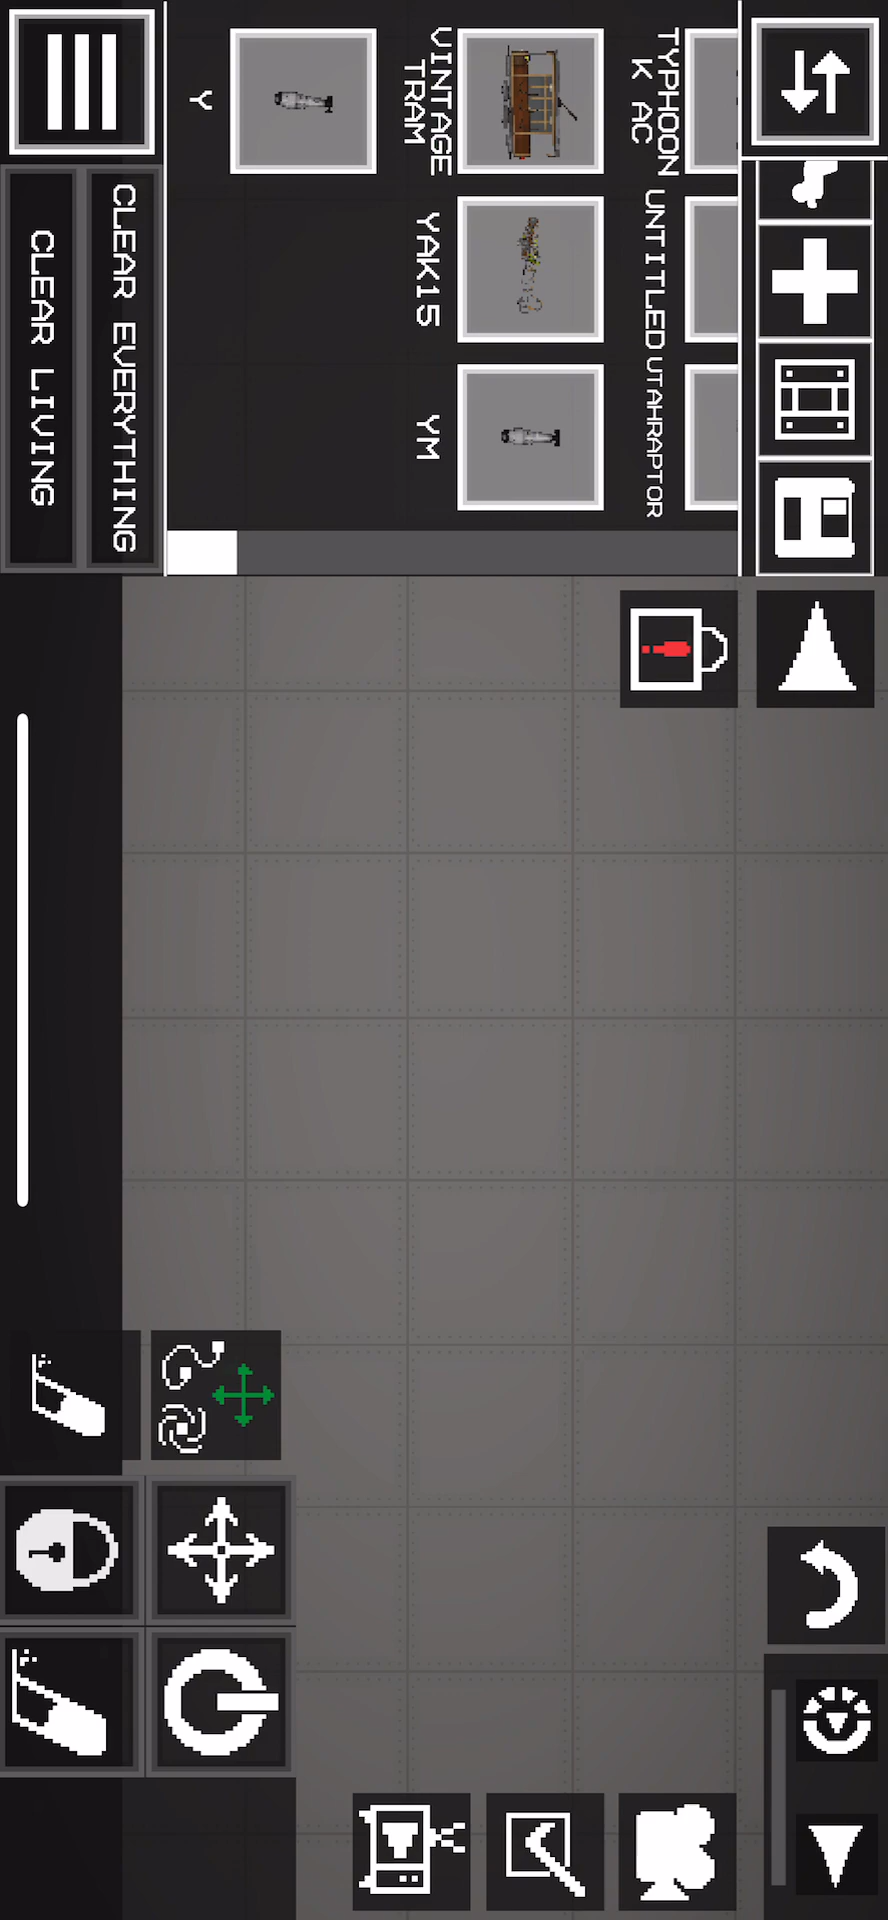 TYPHOON
K AC
UNTITLED
UTAHRAPTOR
VINTAGE
TRAM
YAK15
YM
Y
CLEAR EVERYTHING
CLEAR LIVING